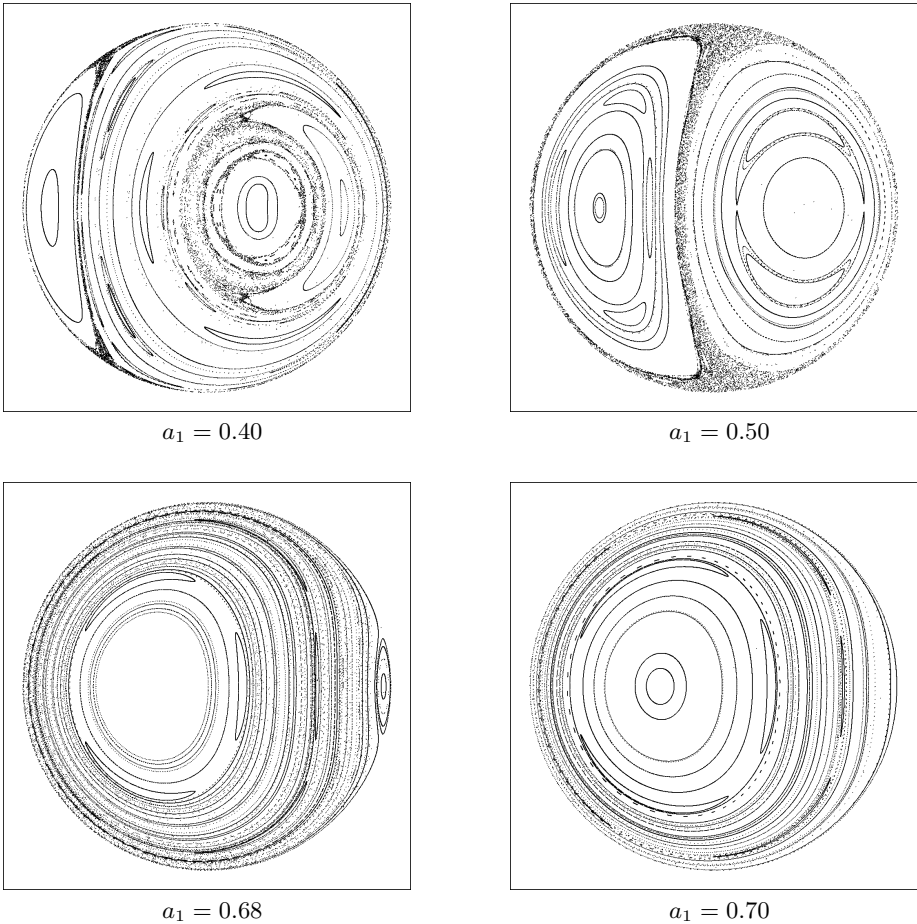 a₁ = 0.40
a₁ = 0.50
a₁ = 0.68
a₁ = 0.70